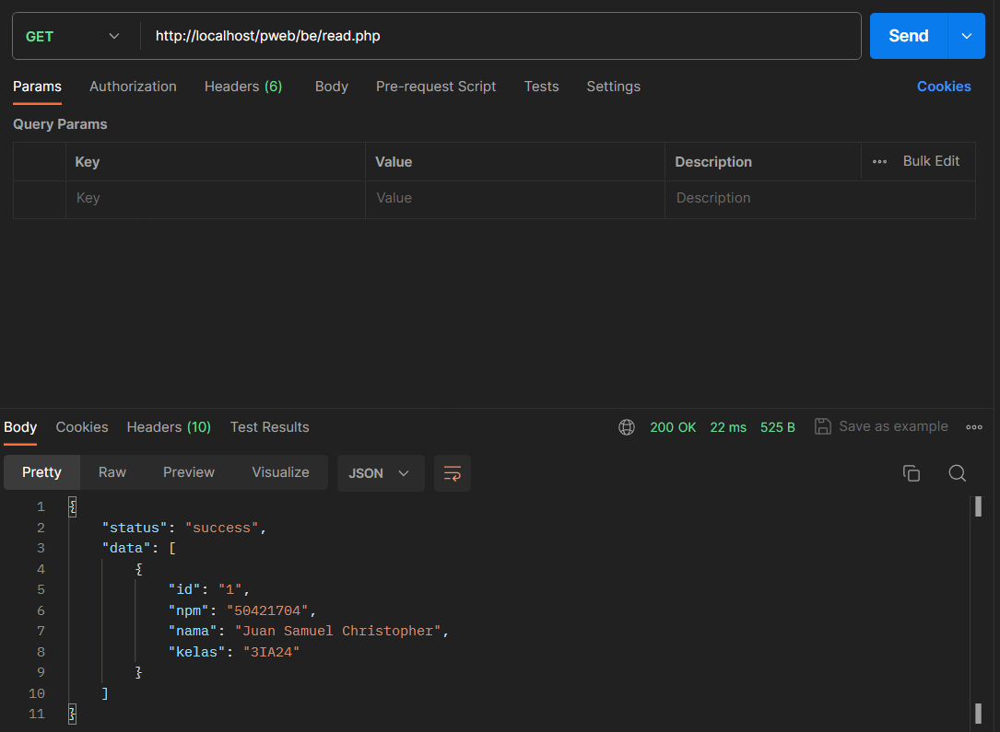 GET http://localhost/pweb/be/read.php Send
Params Authorization Headers (6) Body Pre-request Script Tests Settings Cookies
Query Params
Key Value Description Bulk Edit
Key Value Description
Body Cookies Headers (10) Test Results 200 OK 22 ms 525 B Save as example
Pretty Raw Preview Visualize JSON
1 {
2 "status": "success",
3 "data": [
4 {
5 "id": "1",
6 "npm": "50421704",
7 "nama": "Juan Samuel Christopher",
8 "kelas": "3IA24"
9 }
10 ]
11 }